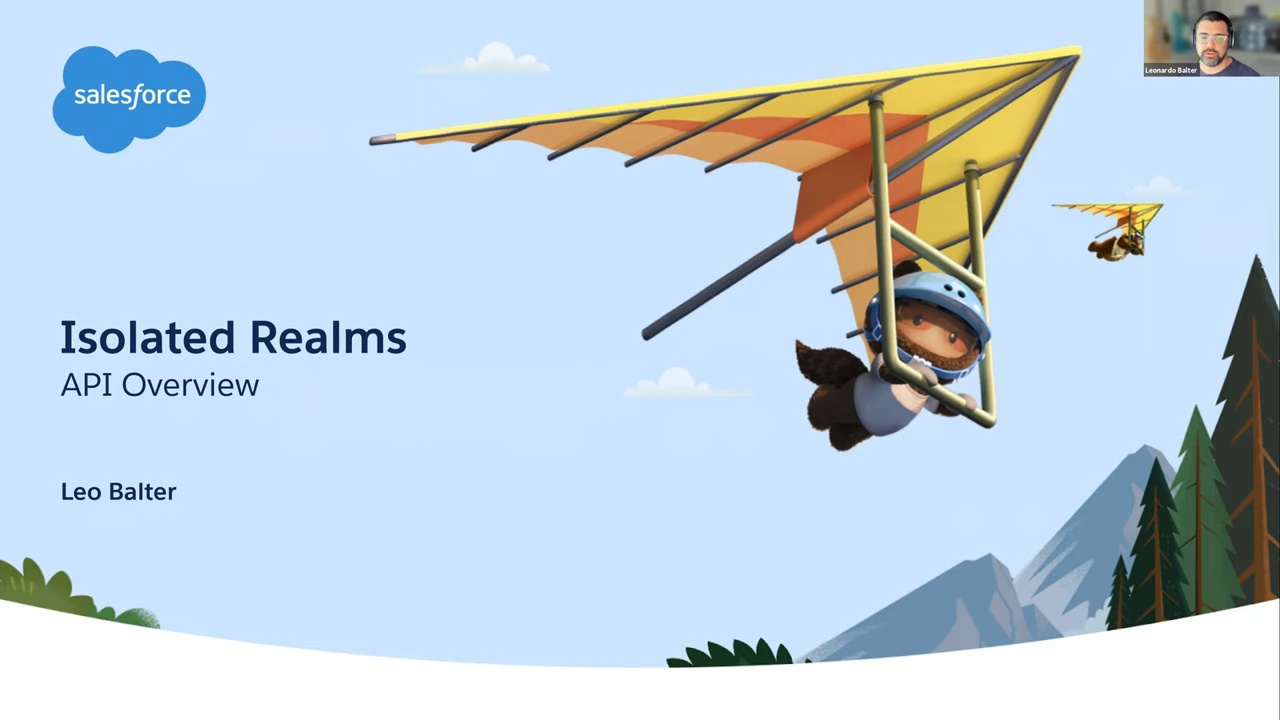 salesforce
Leonardo Balter
Isolated Realms
API Overview
Leo Balter